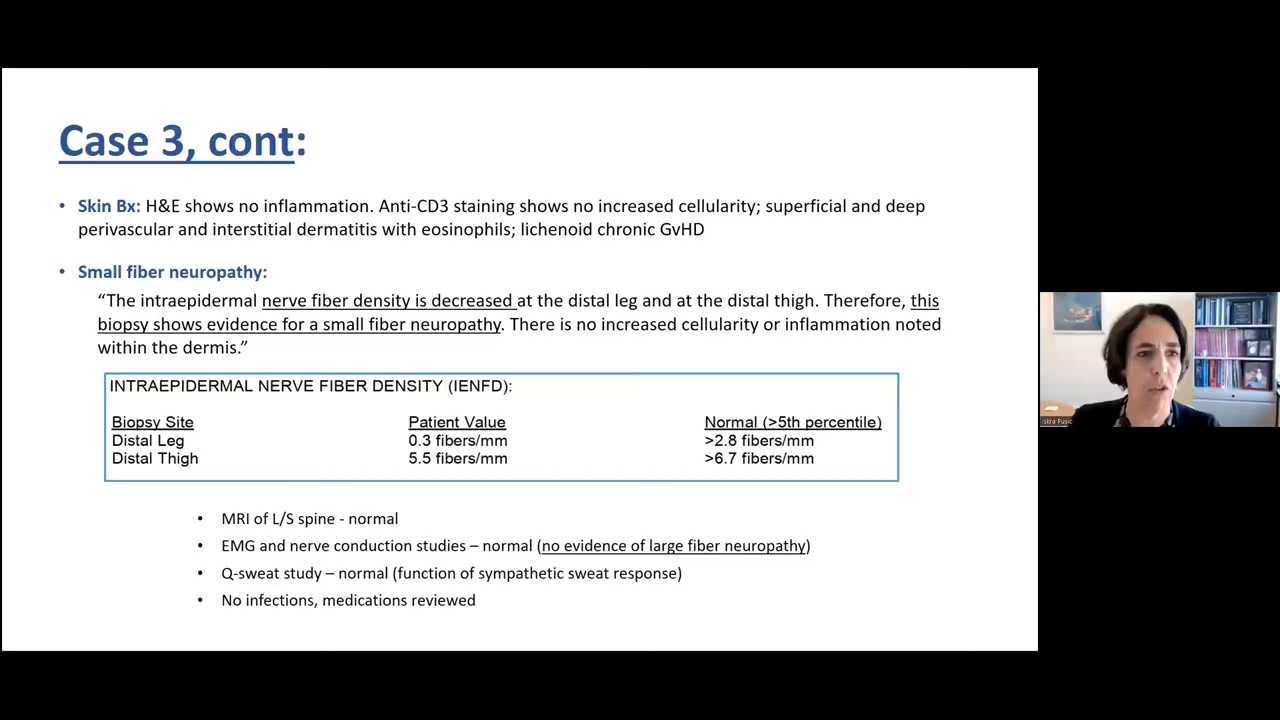 Case 3, cont:
• Skin Bx: H&E shows no inflammation. Anti-CD3 staining shows no increased cellularity; superficial and deep
perivascular and interstitial dermatitis with eosinophils; lichenoid chronic GvHD
• Small fiber neuropathy:
“The intraepidermal nerve fiber density is decreased at the distal leg and at the distal thigh. Therefore, this
biopsy shows evidence for a small fiber neuropathy. There is no increased cellularity or inflammation noted
within the dermis.”
INTRAEPIDERMAL NERVE FIBER DENSITY (IENFD):
Biopsy Site Patient Value Normal (>5th percentile)
Distal Leg 0.3 fibers/mm >2.8 fibers/mm
Distal Thigh 5.5 fibers/mm >6.7 fibers/mm
• MRI of L/S spine - normal
• EMG and nerve conduction studies – normal (no evidence of large fiber neuropathy)
• Q-sweat study – normal (function of sympathetic sweat response)
• No infections, medications reviewed
Iskra Pusic